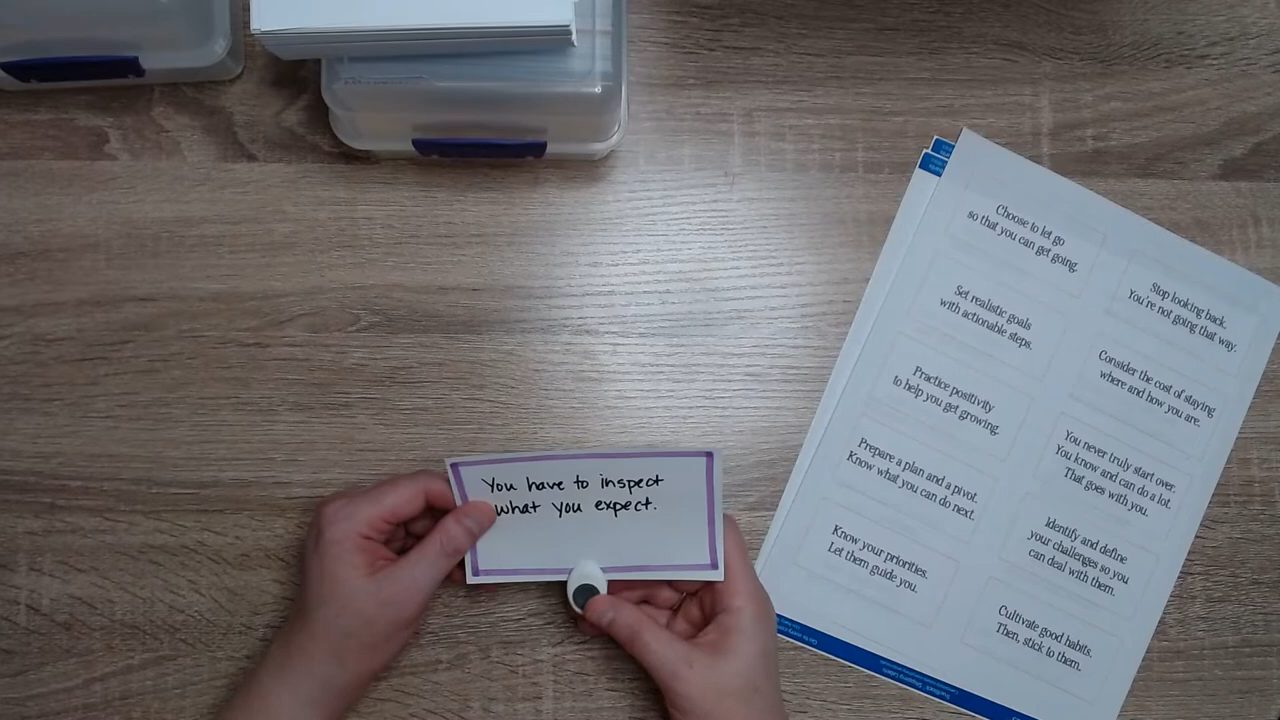 You have to inspect
what you expect.
Choose to let go
so that you can get going.
Set realistic goals
with actionable steps.
Practice positivity
to help you get growing.
Prepare a plan and a pivot.
Know what you can do next.
Know your priorities.
Let them guide you.
Stop looking back.
You're not going that way.
Consider the cost of staying
where and how you are.
You never truly start over.
You know and can do a lot.
That goes with you.
Identify and define
your challenges so you
can deal with them.
Cultivate good habits.
Then, stick to them.
TrueBlock™ Shipping Labels